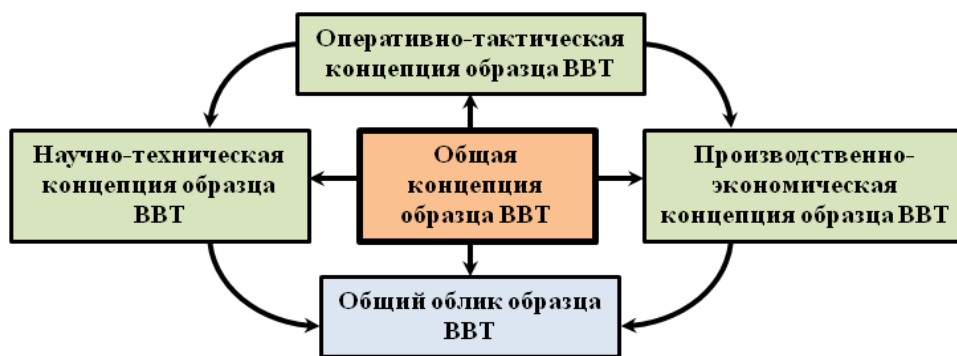 Оперативно-тактическая
концепция образца ВВТ
Научно-техническая
концепция образца
ВВТ
Общая
концепция
образца ВВТ
Производственно-
экономическая
концепция образца ВВТ
Общий облик образца
ВВТ